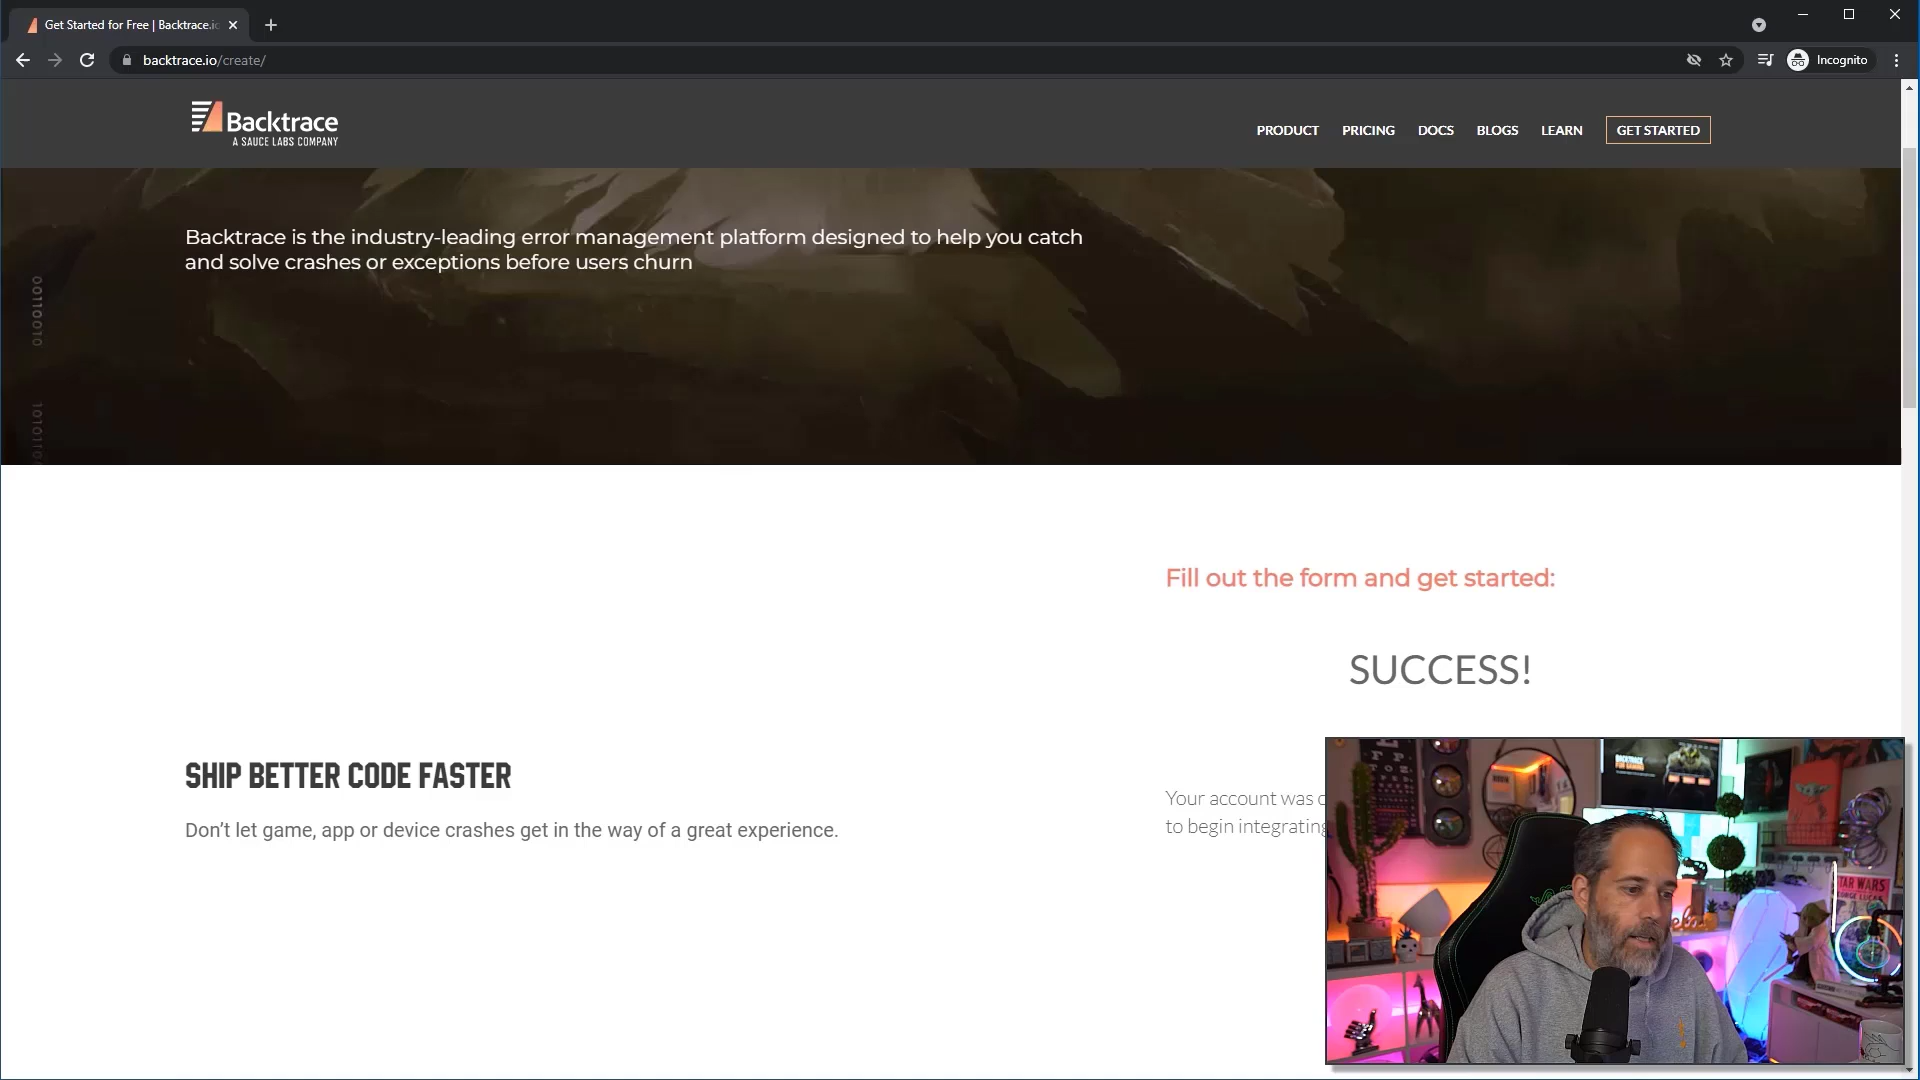 Get Started for Free | Backtrace.io
backtrace.io/create/
Incognito
Backtrace
A SAUCE LABS COMPANY
PRODUCT
PRICING
DOCS
BLOGS
LEARN
GET STARTED
Backtrace is the industry-leading error management platform designed to help you catch
and solve crashes or exceptions before users churn
00110010
Fill out the form and get started:
SUCCESS!
SHIP BETTER CODE FASTER
Don't let game, app or device crashes get in the way of a great experience.
Your account was
to begin integrating
STAR WARS